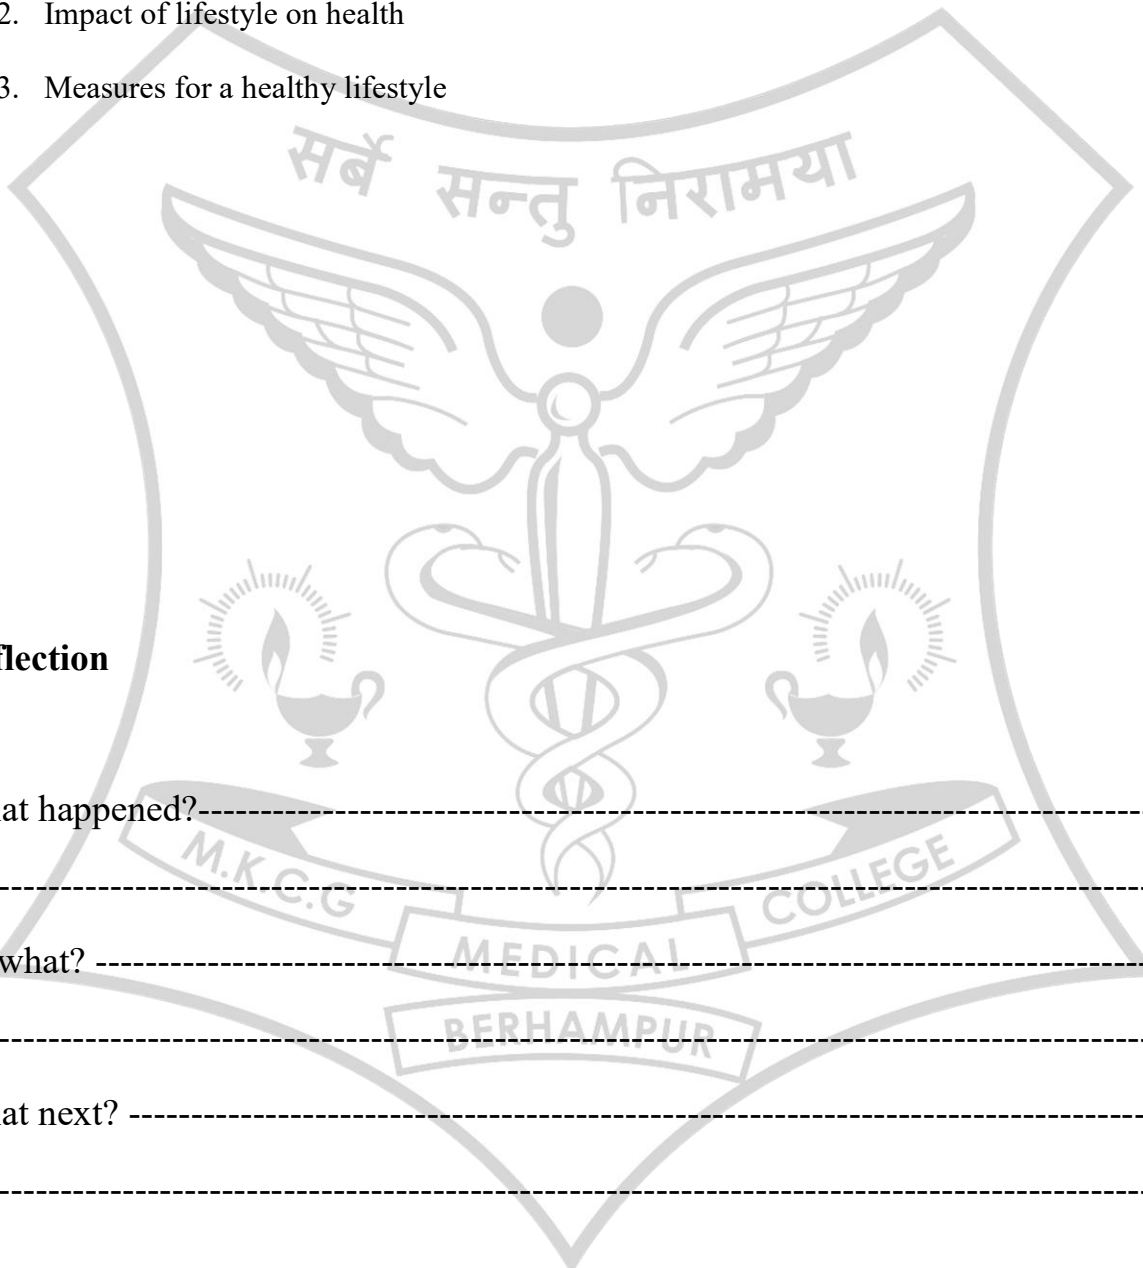 2. Impact of lifestyle on health
3. Measures for a healthy lifestyle
सर्बे सन्तु निरामया
flection
at happened?--------------------------------------------------------------------------
------------------------------------------------------------------------------------------
M.K.C.G COLLEGE
what? ----------------------------------------------------------------------------------
MEDICAL
------------------------------------------------------------------------------------------
BERHAMPUR
at next? --------------------------------------------------------------------------------
------------------------------------------------------------------------------------------